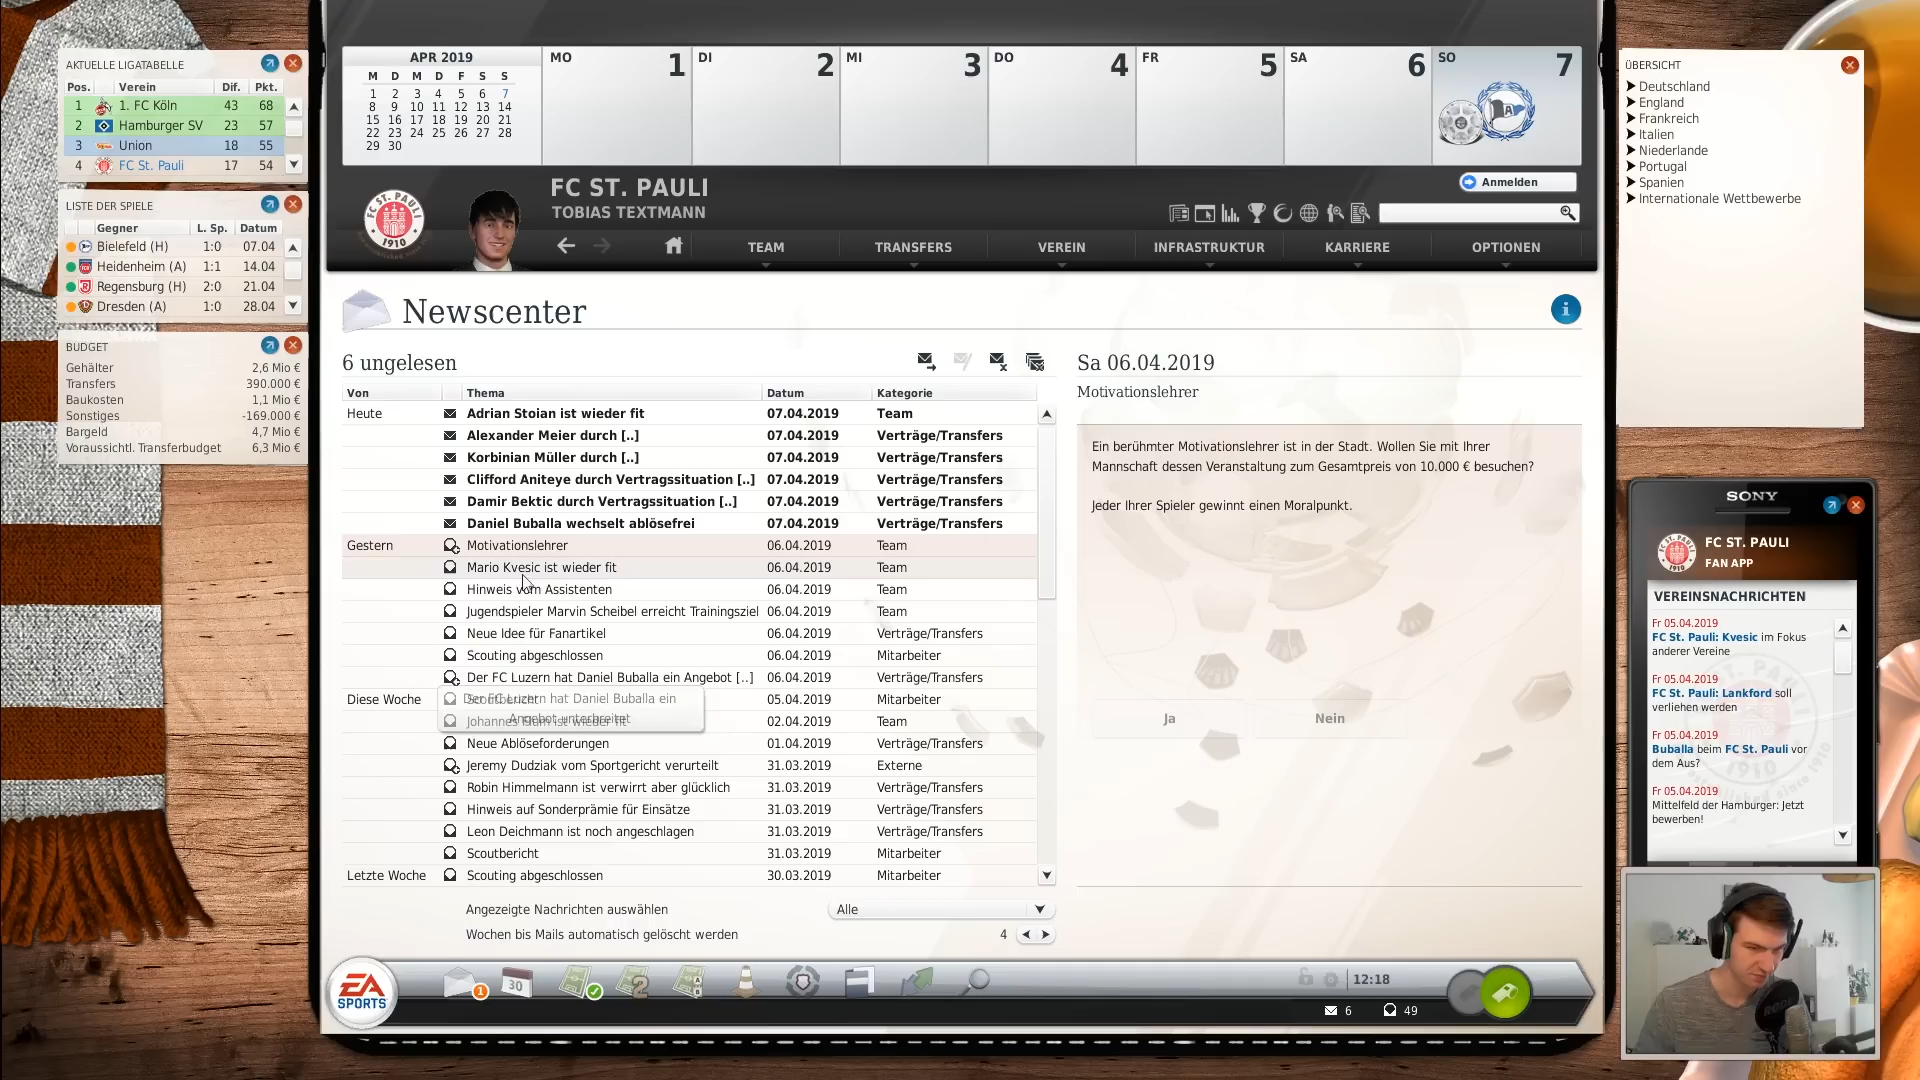 AKTUELLE LIGATABELLE
Pos. Verein Dif. Pkt.
1 1. FC Köln 43 68
2 Hamburger SV 23 57
3 Union 18 55
4 FC St. Pauli 17 54
LISTE DER SPIELE
Gegner L. Sp. Datum
Bielefeld (H) 1:0 07.04
Heidenheim (A) 1:1 14.04
Regensburg (H) 2:0 21.04
Dresden (A) 1:0 28.04
BUDGET
Gehälter 2,6 Mio €
Transfers 390.000 €
Baukosten 1,1 Mio €
Sonstiges -169.000 €
Bargeld 4,7 Mio €
Voraussichtl. Transferbudget 6,3 Mio €
APR 2019
M D M D F S S
1 2 3 4 5 6 7
8 9 10 11 12 13 14
15 16 17 18 19 20 21
22 23 24 25 26 27 28
29 30
MO 1 DI 2 MI 3 DO 4 FR 5 SA 6 SO 7
FC ST. PAULI
1910
FC ST. PAULI
TOBIAS TEXTMANN
Anmelden
TEAM TRANSFERS VEREIN INFRASTRUKTUR KARRIERE OPTIONEN
Newscenter
6 ungelesen
Von Thema Datum Kategorie
Heute Adrian Stoian ist wieder fit 07.04.2019 Team
Alexander Meier durch [..] 07.04.2019 Verträge/Transfers
Korbinian Müller durch [..] 07.04.2019 Verträge/Transfers
Clifford Aniteye durch Vertragssituation [..] 07.04.2019 Verträge/Transfers
Damir Bektic durch Vertragssituation [..] 07.04.2019 Verträge/Transfers
Daniel Buballa wechselt ablösefrei 07.04.2019 Verträge/Transfers
Gestern Motivationslehrer 06.04.2019 Team
Mario Kvesic ist wieder fit 06.04.2019 Team
Hinweis vom Assistenten 06.04.2019 Team
Jugendspieler Marvin Scheibel erreicht Trainingsziel 06.04.2019 Team
Neue Idee für Fanartikel 06.04.2019 Verträge/Transfers
Scouting abgeschlossen 06.04.2019 Mitarbeiter
Der FC Luzern hat Daniel Buballa ein Angebot [..] 06.04.2019 Verträge/Transfers
Diese Woche Scoutbericht 05.04.2019 Mitarbeiter
Der FC Luzern hat Daniel Buballa ein
Angebot unterbreitet
Johannes Flum ist wieder fit 02.04.2019 Team
Neue Ablöseforderungen 01.04.2019 Verträge/Transfers
Jeremy Dudziak vom Sportgericht verurteilt 31.03.2019 Externe
Robin Himmelmann ist verwirrt aber glücklich 31.03.2019 Verträge/Transfers
Hinweis auf Sonderprämie für Einsätze 31.03.2019 Verträge/Transfers
Leon Deichmann ist noch angeschlagen 31.03.2019 Verträge/Transfers
Scoutbericht 31.03.2019 Mitarbeiter
Letzte Woche Scouting abgeschlossen 30.03.2019 Mitarbeiter
Angezeigte Nachrichten auswählen Alle
Wochen bis Mails automatisch gelöscht werden 4
Sa 06.04.2019
Motivationslehrer
Ein berühmter Motivationslehrer ist in der Stadt. Wollen Sie mit Ihrer
Mannschaft dessen Veranstaltung zum Gesamtpreis von 10.000 € besuchen?
Jeder Ihrer Spieler gewinnt einen Moralpunkt.
Ja Nein
EA
SPORTS
1
30
2
12:18
6 49
ÜBERSICHT
Deutschland
England
Frankreich
Italien
Niederlande
Portugal
Spanien
Internationale Wettbewerbe
SONY
FC ST. PAULI
FAN APP
VEREINSNACHRICHTEN
Fr 05.04.2019
FC St. Pauli: Kvesic im Fokus
anderer Vereine
Fr 05.04.2019
FC St. Pauli: Lankford soll
verliehen werden
Fr 05.04.2019
Buballa beim FC St. Pauli vor
dem Aus?
Fr 05.04.2019
Mittelfeld der Hamburger: Jetzt
bewerben!